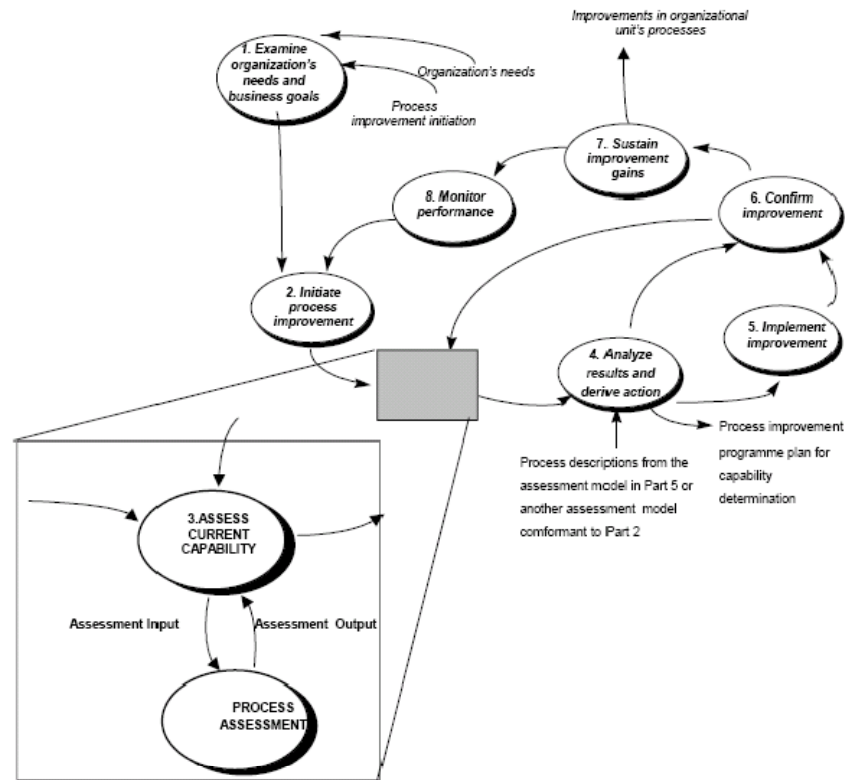 Improvements in organizational
unit's processes
1. Examine
organization's
needs and
business goals
Organization's needs
Process
improvement initiation
7.. Sustain
improvement
gains
8. Monitor
performance
6. Confirm
improvement
2. Initiate
process
improvement
5. Implement
improvement
4. Analyze
results and
derive action
Process descriptions from the
assessment model in Part 5 or
another assessment model
comformant to IPart 2
Process improvement
programme plan for
capability
determination
3.ASSESS
CURRENT
CAPABILITY
Assessment Input
Assessment Output
PROCESS
ASSESSMENT